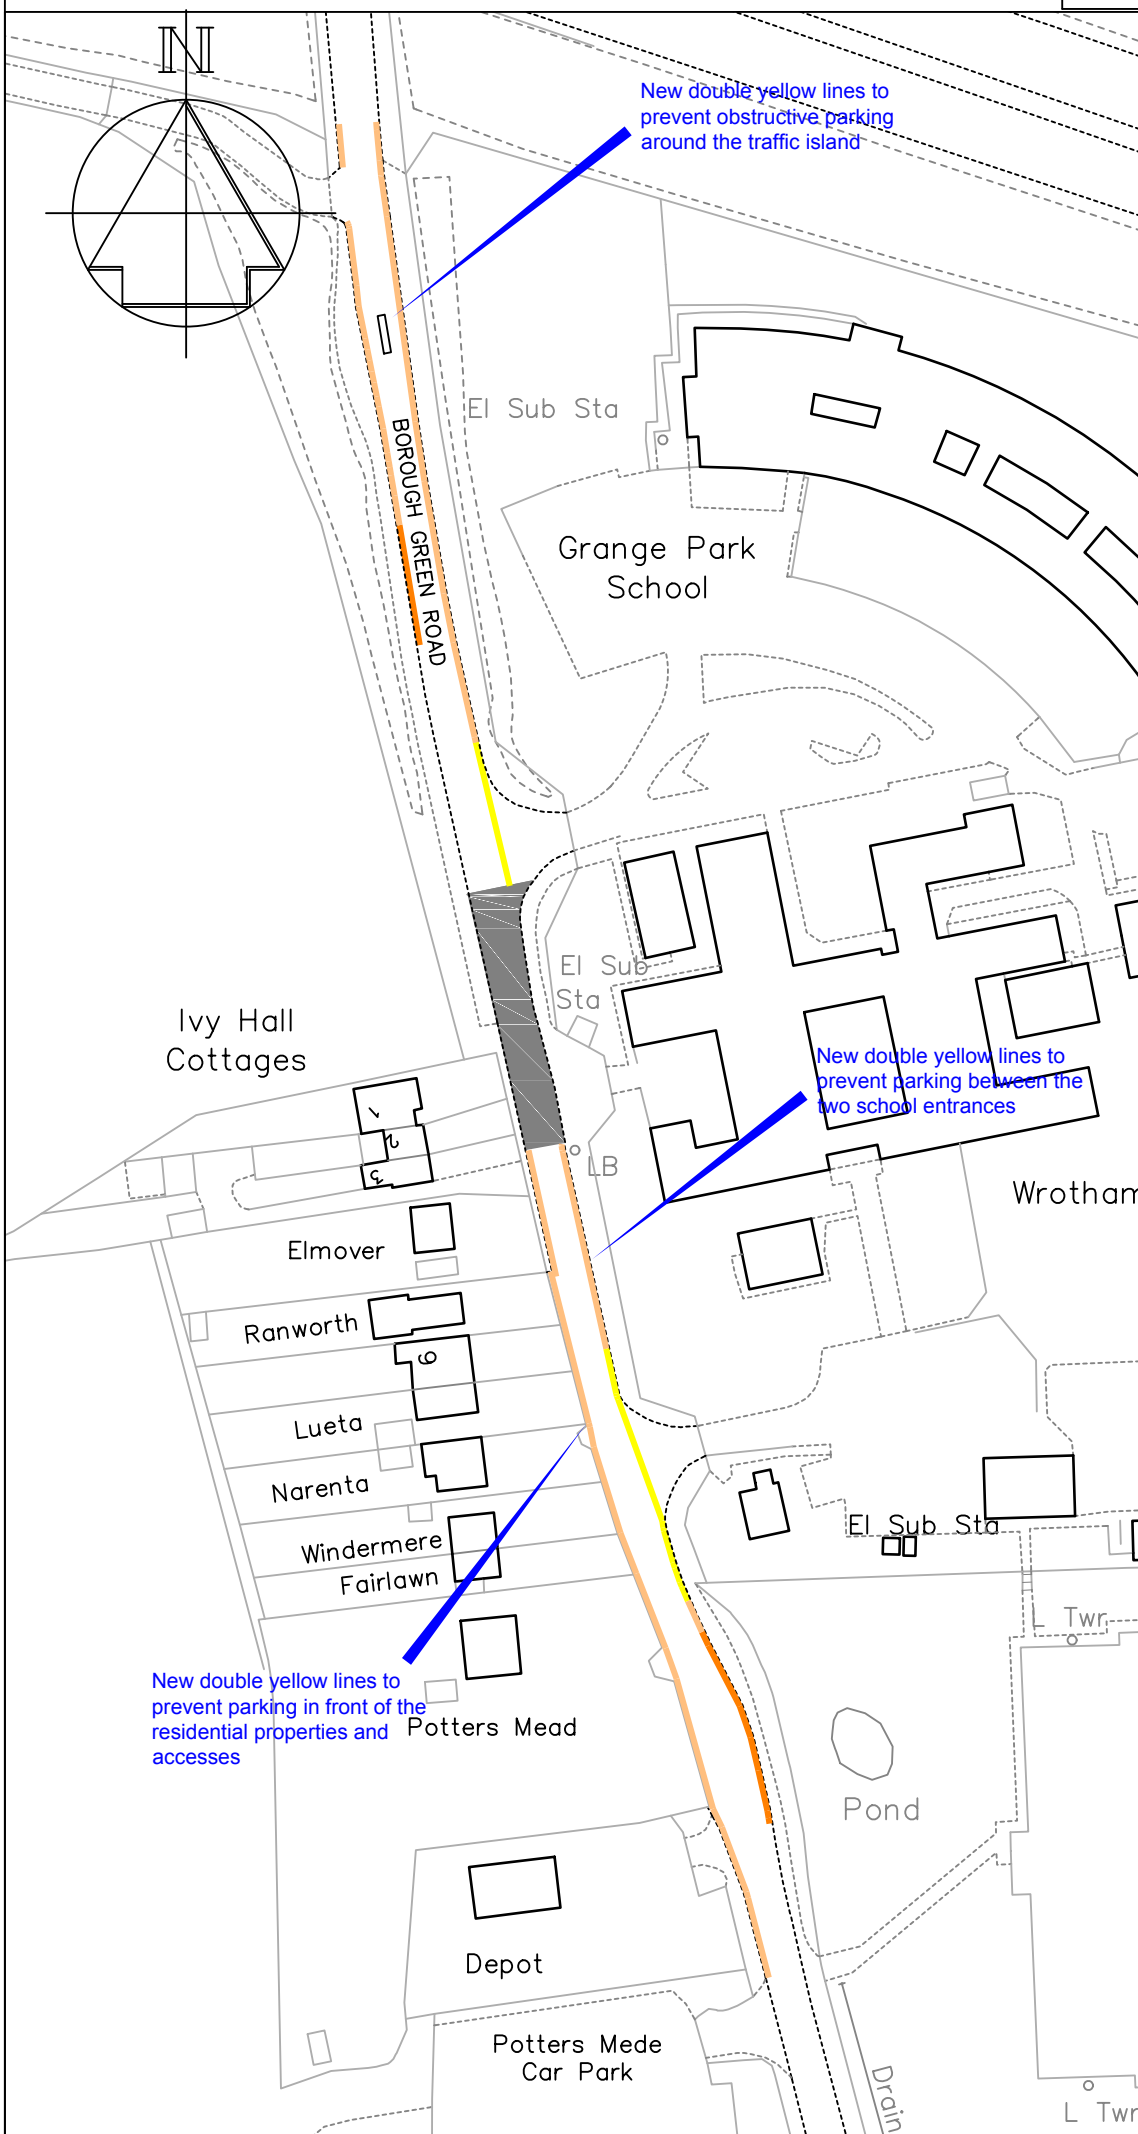 N
New double yellow lines to
prevent obstructive parking
around the traffic island
BOROUGH GREEN ROAD
El Sub Sta
Grange Park
School
El Sub
Sta
Ivy Hall
Cottages
1
2
3
New double yellow lines to
prevent parking between the
two school entrances
LB
Wrotham
Elmover
Ranworth
9
Lueta
Narenta
Windermere
Fairlawn
El Sub Sta
L Twr
New double yellow lines to
prevent parking in front of the
residential properties and
accesses
Potters Mead
Pond
Depot
Potters Mede
Car Park
Drain
L Twr